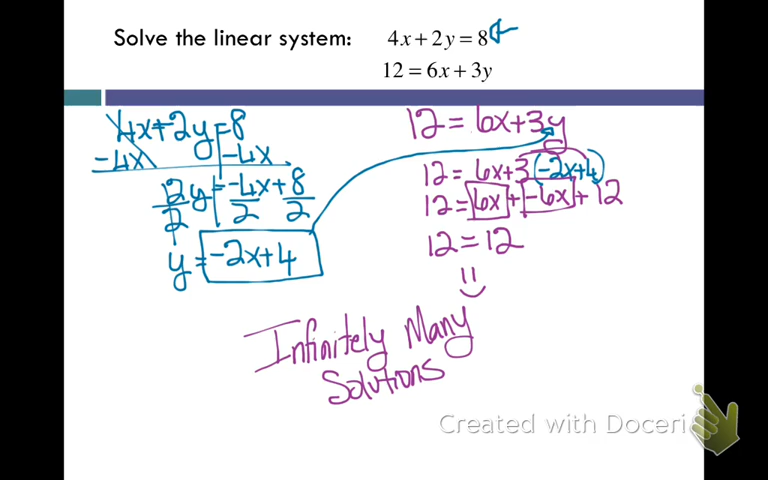 Solve the linear system: 4x + 2y = 8
12 = 6x + 3y
4x+2y=8
-4x -4x
2y = -4x+8
2 2 2
y = -2x+4
12 = 6x+3y
12 = 6x+3(-2x+4)
12 = 6x + -6x + 12
12 = 12
Infinitely Many
Solutions
Created with Doceri